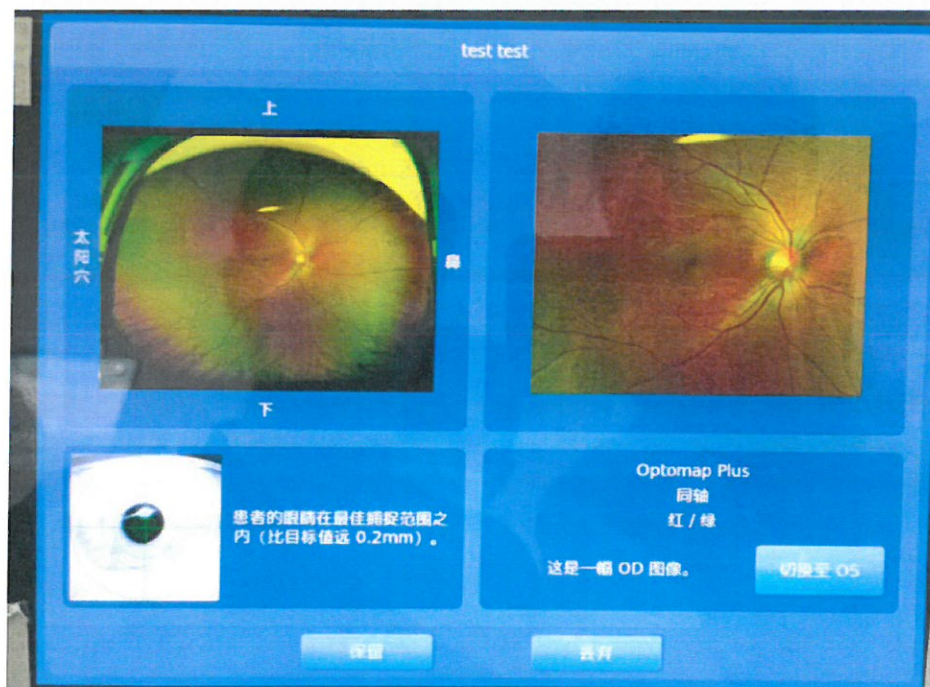 test test
上
太阳穴
鼻
下
患者的眼睛在最佳捕捉范围之
内（比目标值远 0.2mm）。
Optomap Plus
同轴
红 / 绿
这是一幅 OD 图像。
切换至 OS
保留
丢弃